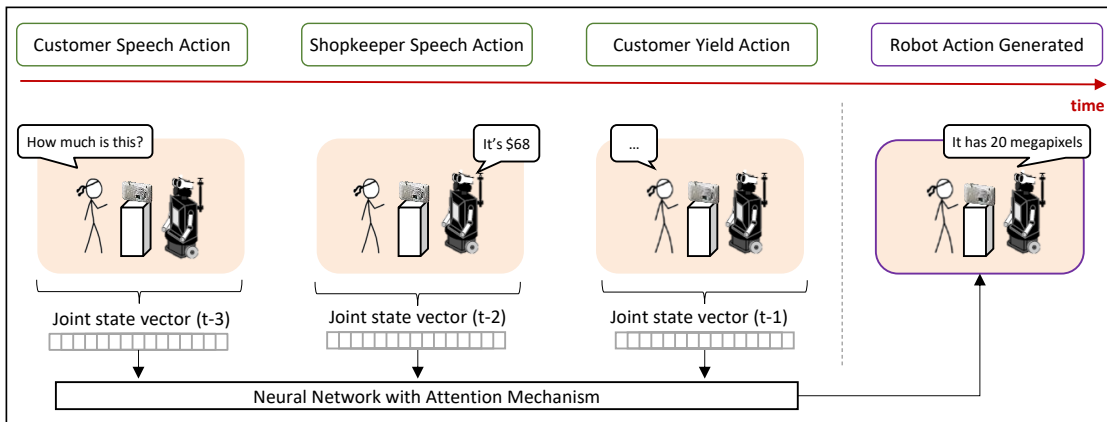 Customer Speech Action
Shopkeeper Speech Action
Customer Yield Action
Robot Action Generated
time
How much is this?
It's $68
...
It has 20 megapixels
Joint state vector (t-3)
Joint state vector (t-2)
Joint state vector (t-1)
Neural Network with Attention Mechanism